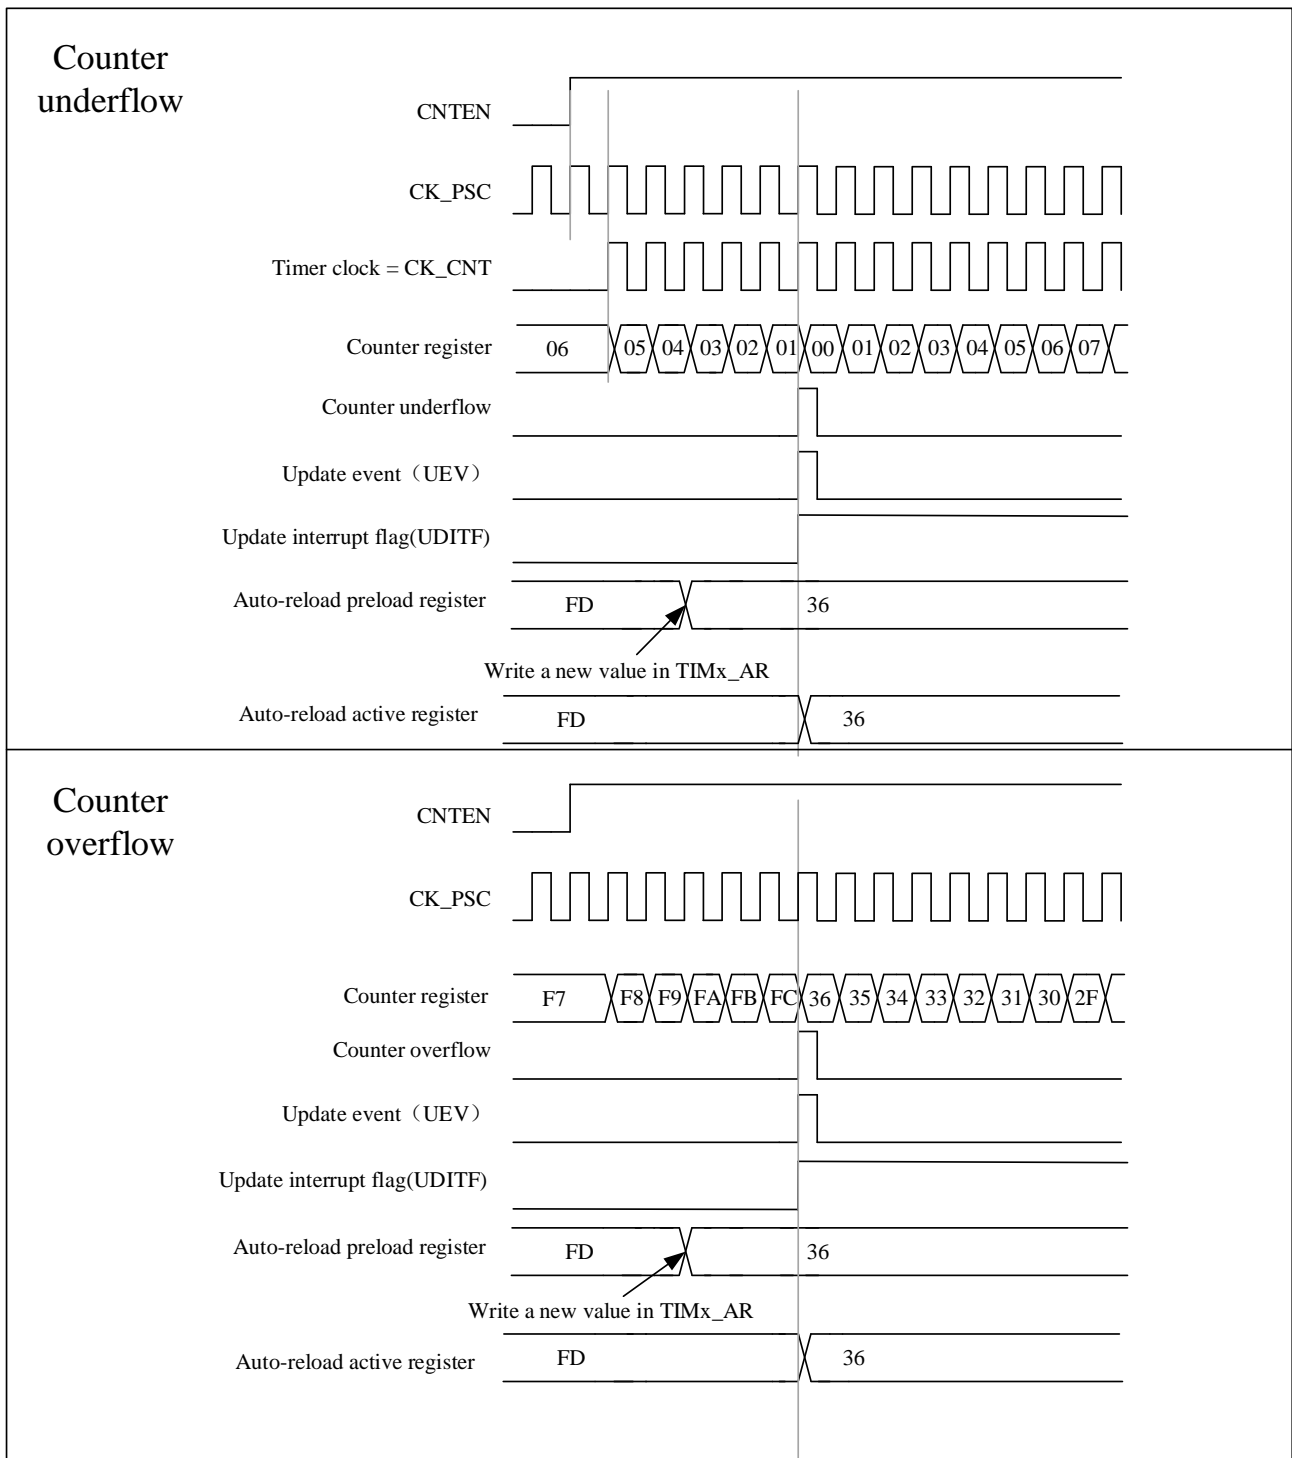 Counter
underflow
CNTEN
CK_PSC
Timer clock = CK_CNT
Counter register 06 05 04 03 02 01 00 01 02 03 04 05 06 07
Counter underflow
Update event（UEV）
Update interrupt flag(UDITF)
Auto-reload preload register FD 36
Write a new value in TIMx_AR
Auto-reload active register FD 36
Counter
overflow
CNTEN
CK_PSC
Counter register F7 F8 F9 FA FB FC 36 35 34 33 32 31 30 2F
Counter overflow
Update event（UEV）
Update interrupt flag(UDITF)
Auto-reload preload register FD 36
Write a new value in TIMx_AR
Auto-reload active register FD 36